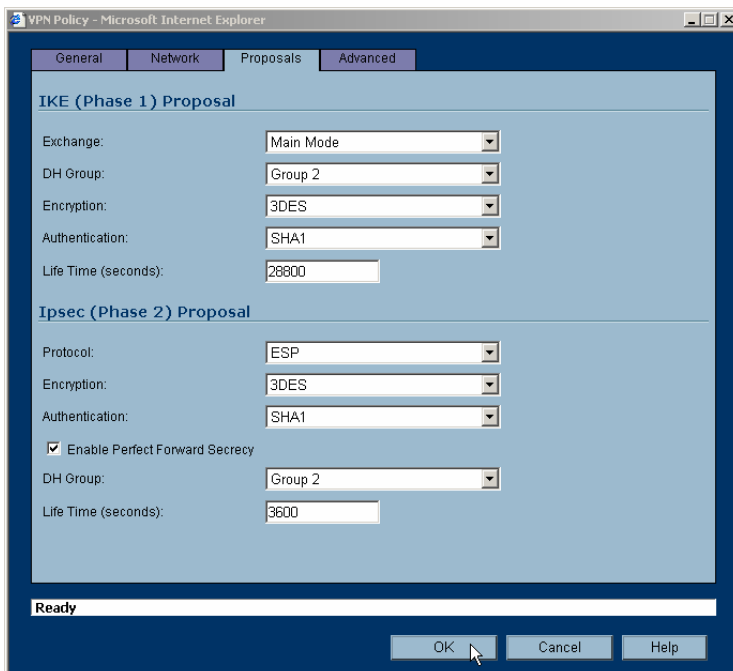 VPN Policy - Microsoft Internet Explorer
General Network Proposals Advanced
IKE (Phase 1) Proposal
Exchange: Main Mode
DH Group: Group 2
Encryption: 3DES
Authentication: SHA1
Life Time (seconds): 28800
Ipsec (Phase 2) Proposal
Protocol: ESP
Encryption: 3DES
Authentication: SHA1
Enable Perfect Forward Secrecy
DH Group: Group 2
Life Time (seconds): 3600
Ready
OK Cancel Help